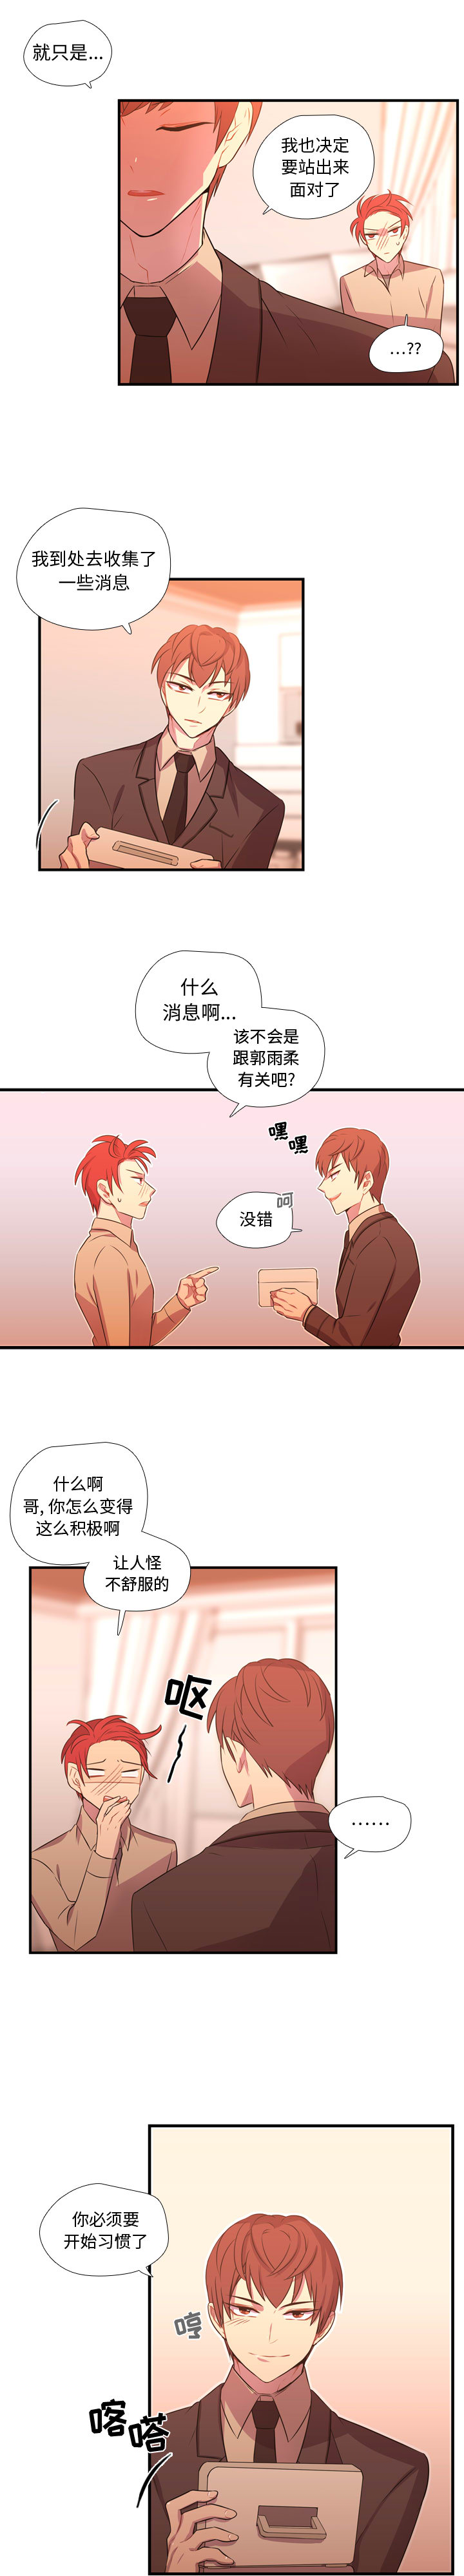 就只是…
我也决定
要站出来
面对了
…??
我到处去收集了
一些消息
什么
消息啊…
该不会是
跟郭雨柔
有关吧?
嘿
嘿
呵
没错
什么啊
哥, 你怎么变得
这么积极啊
让人怪
不舒服的
呕
……
你必须要
开始习惯了
哼
喀
嗒